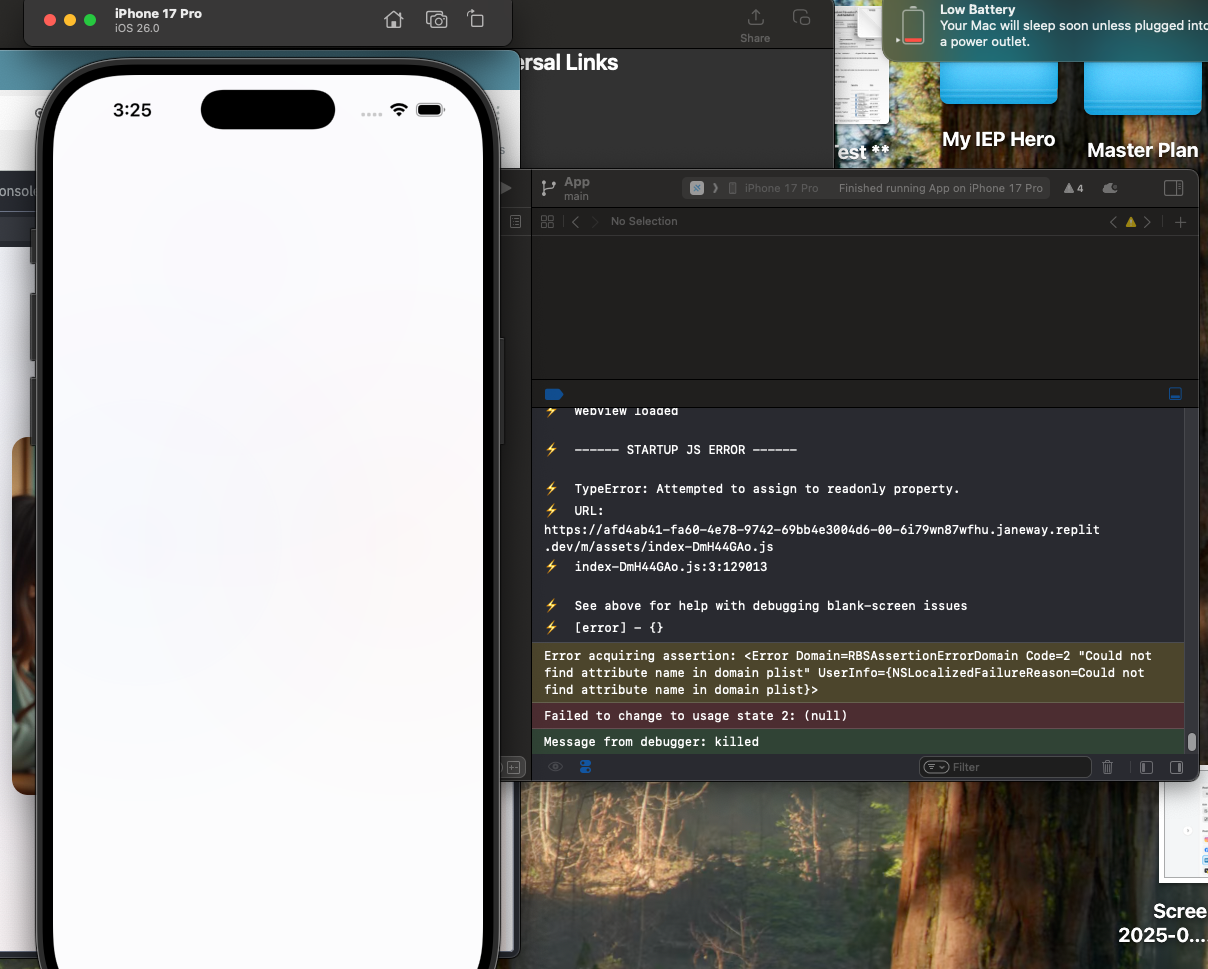 iPhone 17 Pro
iOS 26.0
Share
Low Battery
Your Mac will sleep soon unless plugged into
a power outlet.
ersal Links
3:25
est **
My IEP Hero
Master Plan
App
main
iPhone 17 Pro
Finished running App on iPhone 17 Pro
4
onsol
No Selection
⚡ WebView loaded
⚡ ------ STARTUP JS ERROR ------
⚡ TypeError: Attempted to assign to readonly property.
⚡ URL:
https://afd4ab41-fa60-4e78-9742-69bb4e3004d6-00-6i79wn87wfhu.janeway.replit
.dev/m/assets/index-DmH44GAo.js
⚡ index-DmH44GAo.js:3:129013
⚡ See above for help with debugging blank-screen issues
⚡ [error] - {}
Error acquiring assertion: <Error Domain=RBSAssertionErrorDomain Code=2 "Could not
find attribute name in domain plist" UserInfo={NSLocalizedFailureReason=Could not
find attribute name in domain plist}>
Failed to change to usage state 2: (null)
Message from debugger: killed
Filter
Scree
2025-0...